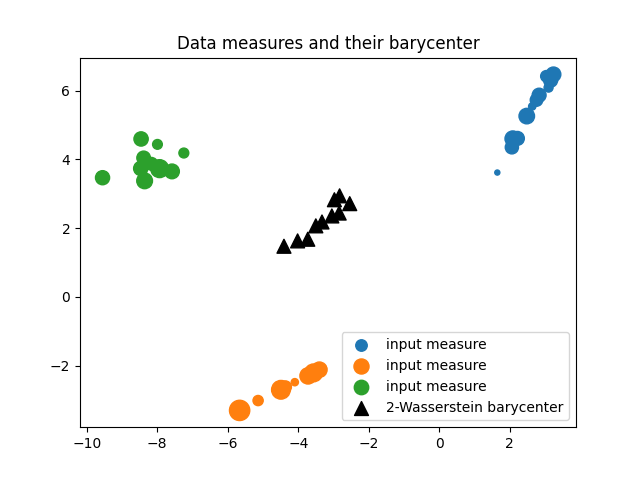 Data measures and their barycenter
6
4
2
0
−2
−10
−8
−6
−4
−2
0
2
input measure
input measure
input measure
2-Wasserstein barycenter